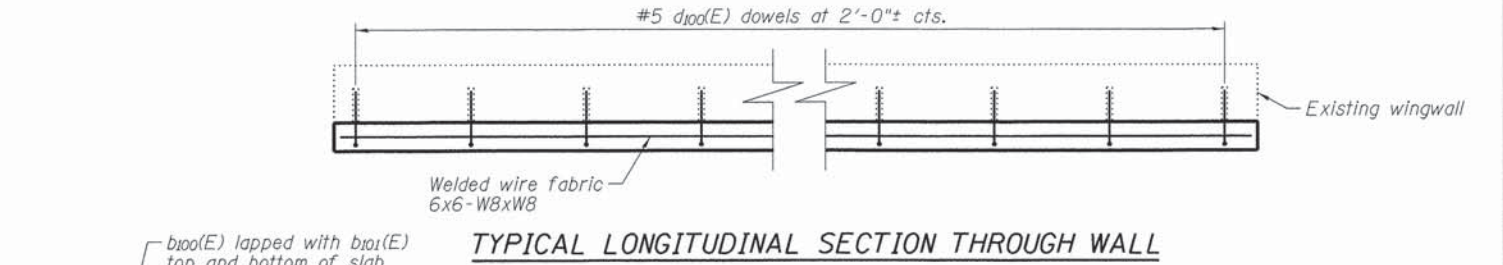 #5 d100(E) dowels at 2'-0"± cts.
Existing wingwall
Welded wire fabric
6x6-W8xW8
b100(E) lapped with b101(E)
top and bottom of slab
TYPICAL LONGITUDINAL SECTION THROUGH WALL